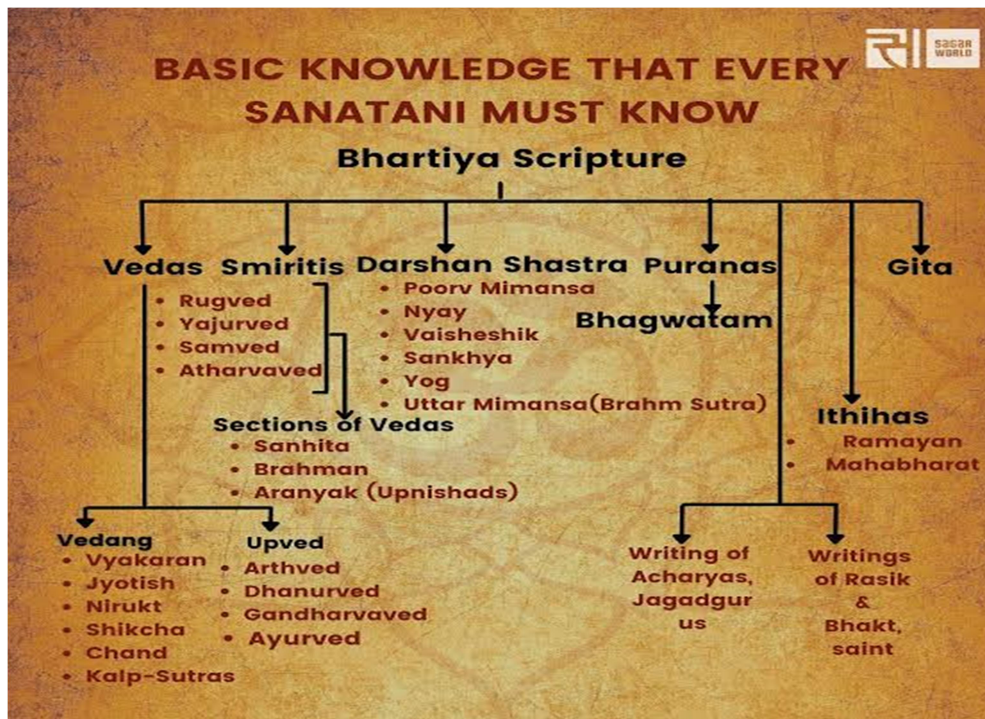 BASIC KNOWLEDGE THAT EVERY
SANATANI MUST KNOW
SAGAR
WORLD
Bhartiya Scripture
Vedas
• Rugved
• Yajurved
• Samved
• Atharvaved
Smiritis
Darshan Shastra
• Poorv Mimansa
• Nyay
• Vaisheshik
• Sankhya
• Yog
• Uttar Mimansa(Brahm Sutra)
Puranas
Bhagwatam
Gita
Ithihas
• Ramayan
• Mahabharat
Sections of Vedas
• Sanhita
• Brahman
• Aranyak (Upnishads)
Vedang
• Vyakaran
• Jyotish
• Nirukt
• Shikcha
• Chand
• Kalp-Sutras
Upved
• Arthved
• Dhanurved
• Gandharvaved
• Ayurved
Writing of
Acharyas,
Jagadgur
us
Writings
of Rasik
&
Bhakt,
saint